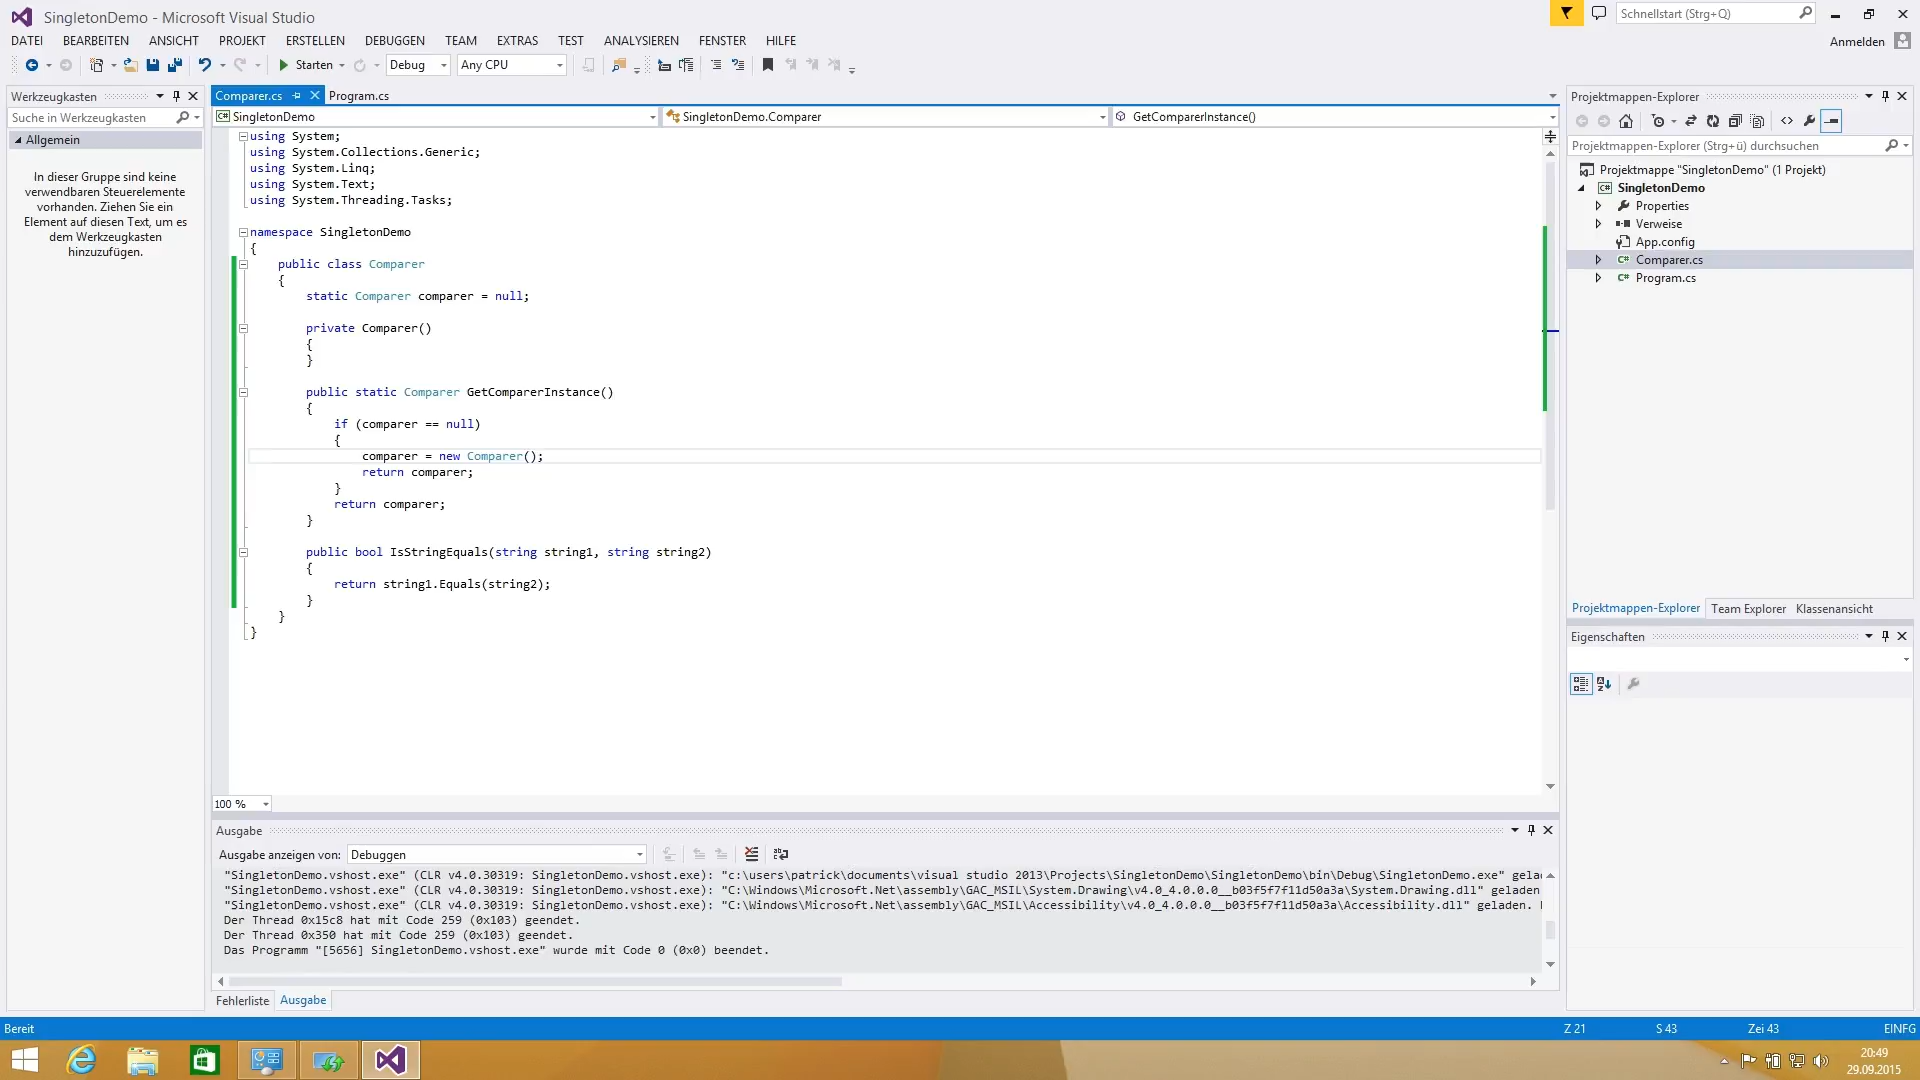 SingletonDemo - Microsoft Visual Studio
Schnellstart (Strg+Q)
DATEI BEARBEITEN ANSICHT PROJEKT ERSTELLEN DEBUGGEN TEAM EXTRAS TEST ANALYSIEREN FENSTER HILFE
Anmelden
Starten Debug Any CPU
Werkzeugkasten
Suche in Werkzeugkasten
Allgemein
In dieser Gruppe sind keine
verwendbaren Steuerelemente
vorhanden. Ziehen Sie ein
Element auf diesen Text, um es
dem Werkzeugkasten
hinzuzufügen.
Comparer.cs Program.cs
SingletonDemo SingletonDemo.Comparer GetComparerInstance()
using System;
using System.Collections.Generic;
using System.Linq;
using System.Text;
using System.Threading.Tasks;
namespace SingletonDemo
{
public class Comparer
{
static Comparer comparer = null;
private Comparer()
{
}
public static Comparer GetComparerInstance()
{
if (comparer == null)
{
comparer = new Comparer();
return comparer;
}
return comparer;
}
public bool IsStringEquals(string string1, string string2)
{
return string1.Equals(string2);
}
}
}
100 %
Ausgabe
Ausgabe anzeigen von: Debuggen
"SingletonDemo.vshost.exe" (CLR v4.0.30319: SingletonDemo.vshost.exe): "c:\users\patrick\documents\visual studio 2013\Projects\SingletonDemo\SingletonDemo\bin\Debug\SingletonDemo.exe" gela
"SingletonDemo.vshost.exe" (CLR v4.0.30319: SingletonDemo.vshost.exe): "C:\Windows\Microsoft.Net\assembly\GAC_MSIL\System.Drawing\v4.0_4.0.0.0__b03f5f7f11d50a3a\System.Drawing.dll" geladen
"SingletonDemo.vshost.exe" (CLR v4.0.30319: SingletonDemo.vshost.exe): "C:\Windows\Microsoft.Net\assembly\GAC_MSIL\Accessibility\v4.0_4.0.0.0__b03f5f7f11d50a3a\Accessibility.dll" geladen.
Der Thread 0x15c8 hat mit Code 259 (0x103) geendet.
Der Thread 0x350 hat mit Code 259 (0x103) geendet.
Das Programm "[5656] SingletonDemo.vshost.exe" wurde mit Code 0 (0x0) beendet.
Fehlerliste Ausgabe
Projektmappen-Explorer
Projektmappen-Explorer (Strg+ü) durchsuchen
Projektmappe "SingletonDemo" (1 Projekt)
SingletonDemo
Properties
Verweise
App.config
Comparer.cs
Program.cs
Projektmappen-Explorer Team Explorer Klassenansicht
Eigenschaften
Bereit Z 21 S 43 Zei 43 EINFG
20:49
29.09.2015